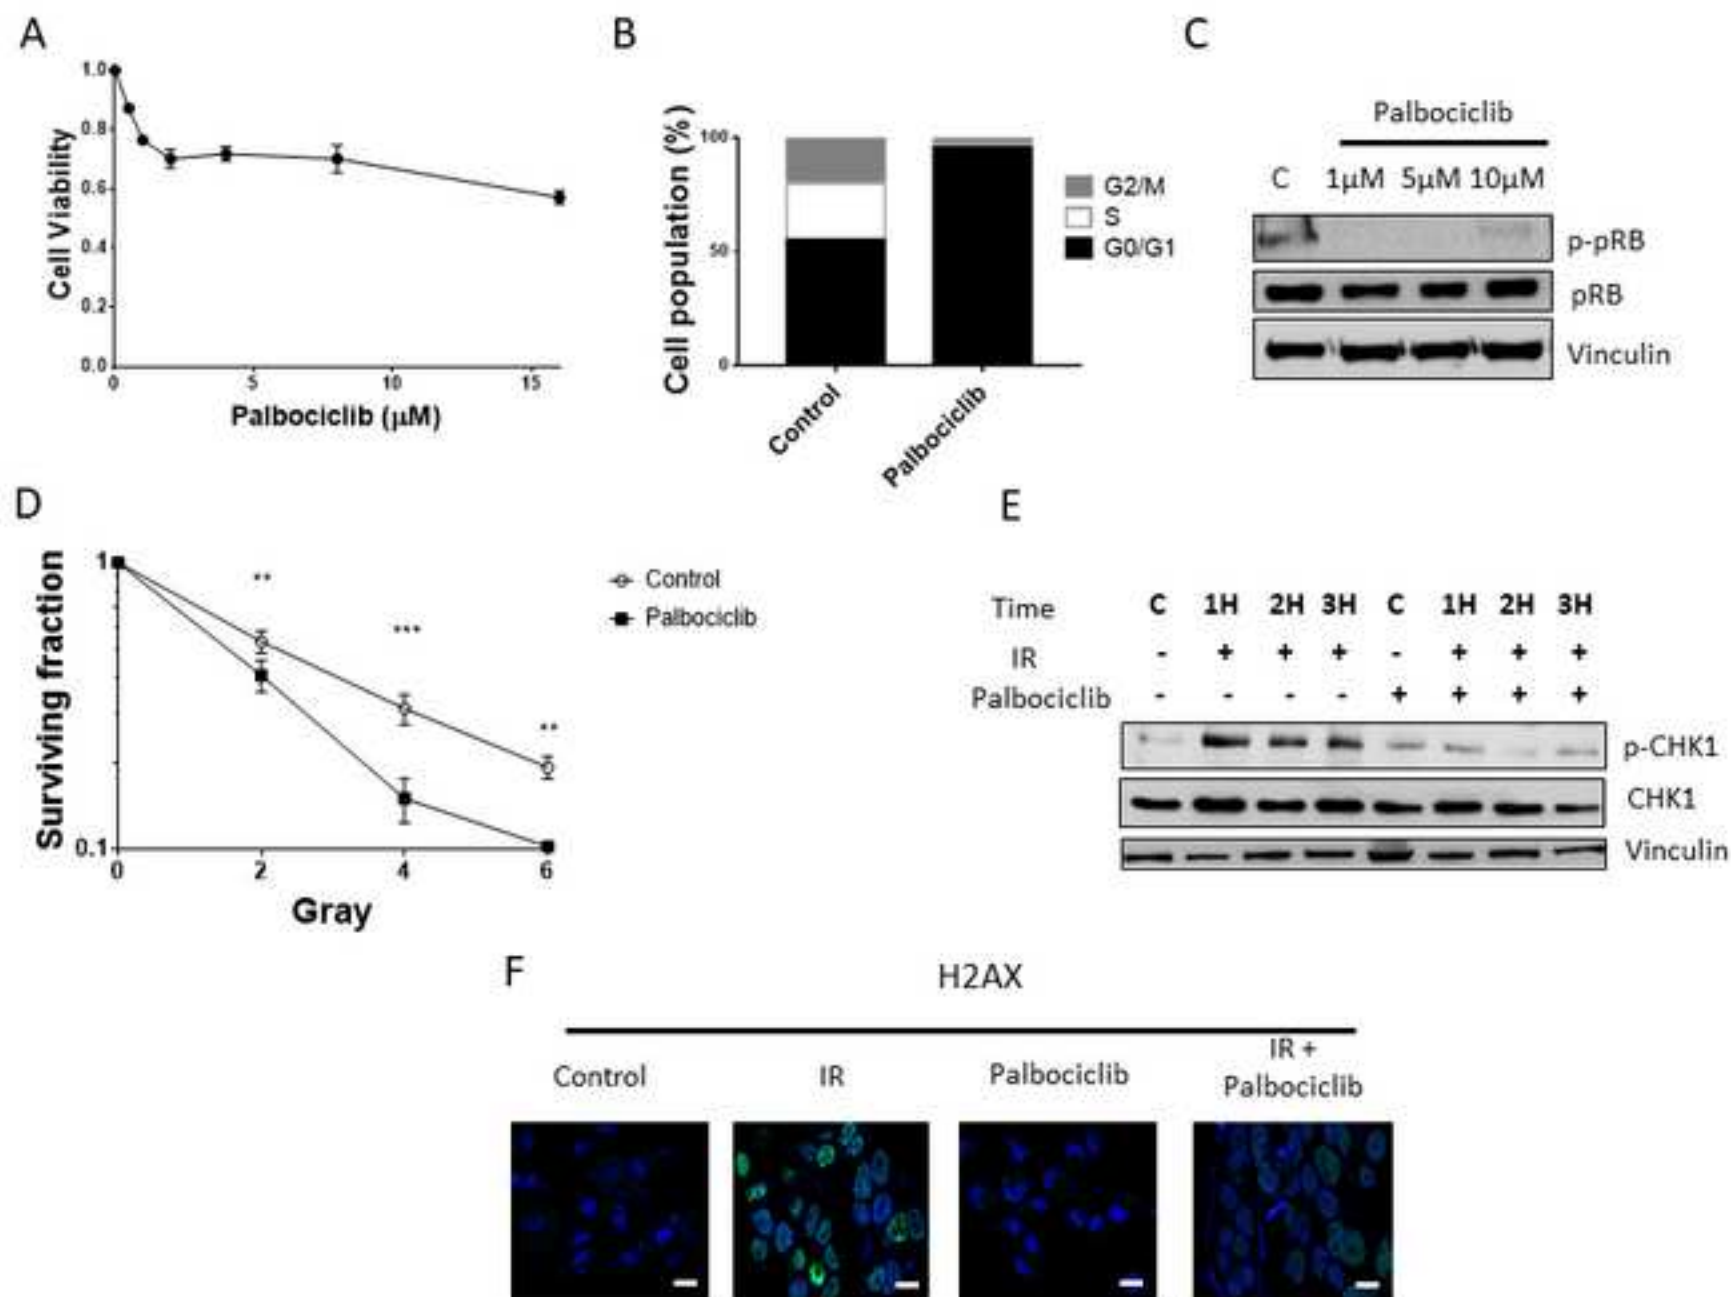 A
1.0
0.8
0.6
0.4
0.2
0.0
0 5 10 15
Cell Viability
Palbociclib (μM)
B
100
50
0
Cell population (%)
Control
Palbociclib
G2/M
S
G0/G1
C
Palbociclib
C 1μM 5μM 10μM
p-pRB
pRB
Vinculin
D
1
0.1
0 2 4 6
Surviving fraction
Gray
** *** **
Control
Palbociclib
E
Time C 1H 2H 3H C 1H 2H 3H
IR - + + + - + + +
Palbociclib - - - - + + + +
p-CHK1
CHK1
Vinculin
F
H2AX
Control IR Palbociclib IR +
Palbociclib